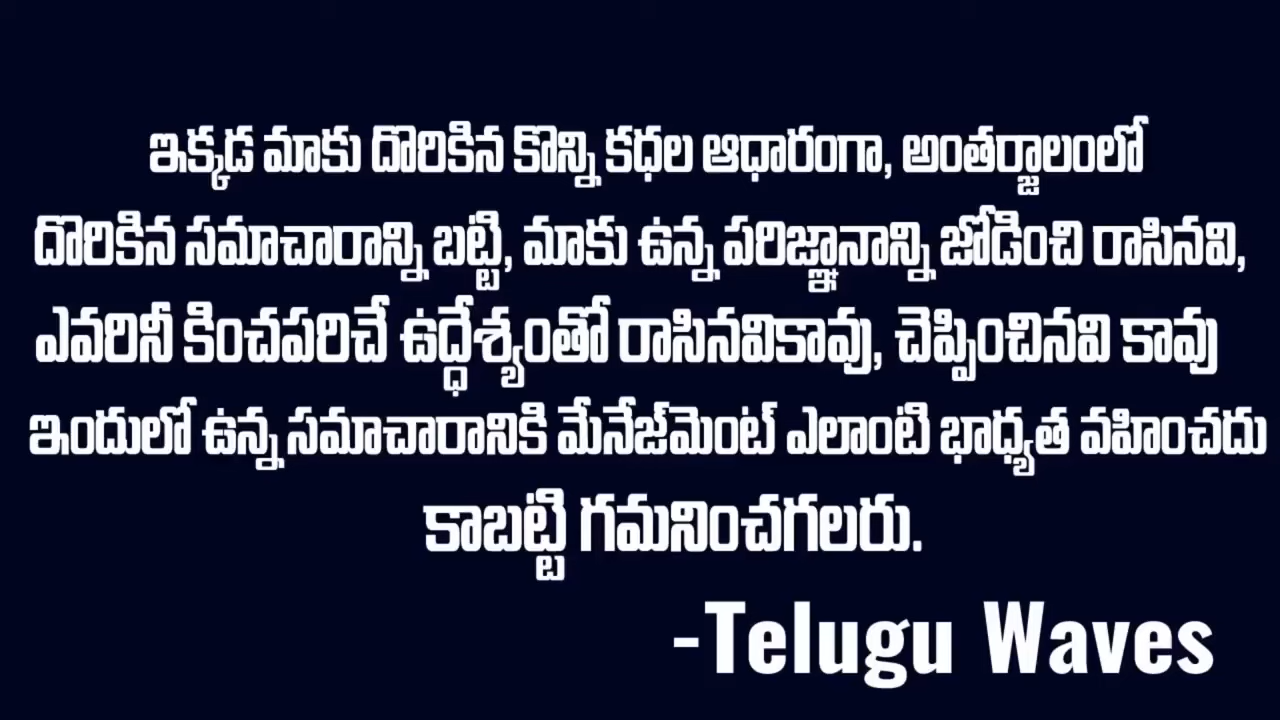 ఇక్కడ మాకు దొరికిన కొన్ని కధల ఆధారంగా, అంతర్జాలంలో
దొరికిన సమాచారాన్ని బట్టి, మాకు ఉన్న పరిజ్ఞానాన్ని జోడించి రాసినవి,
ఎవరినీ కించపరిచే ఉద్ధేశ్యంతో రాసినవికావు, చెప్పించినవి కావు
ఇందులో ఉన్న సమాచారానికి మేనేజ్‌మెంట్ ఎలాంటి భాధ్యత వహించదు
కాబట్టి గమనించగలరు.
-Telugu Waves